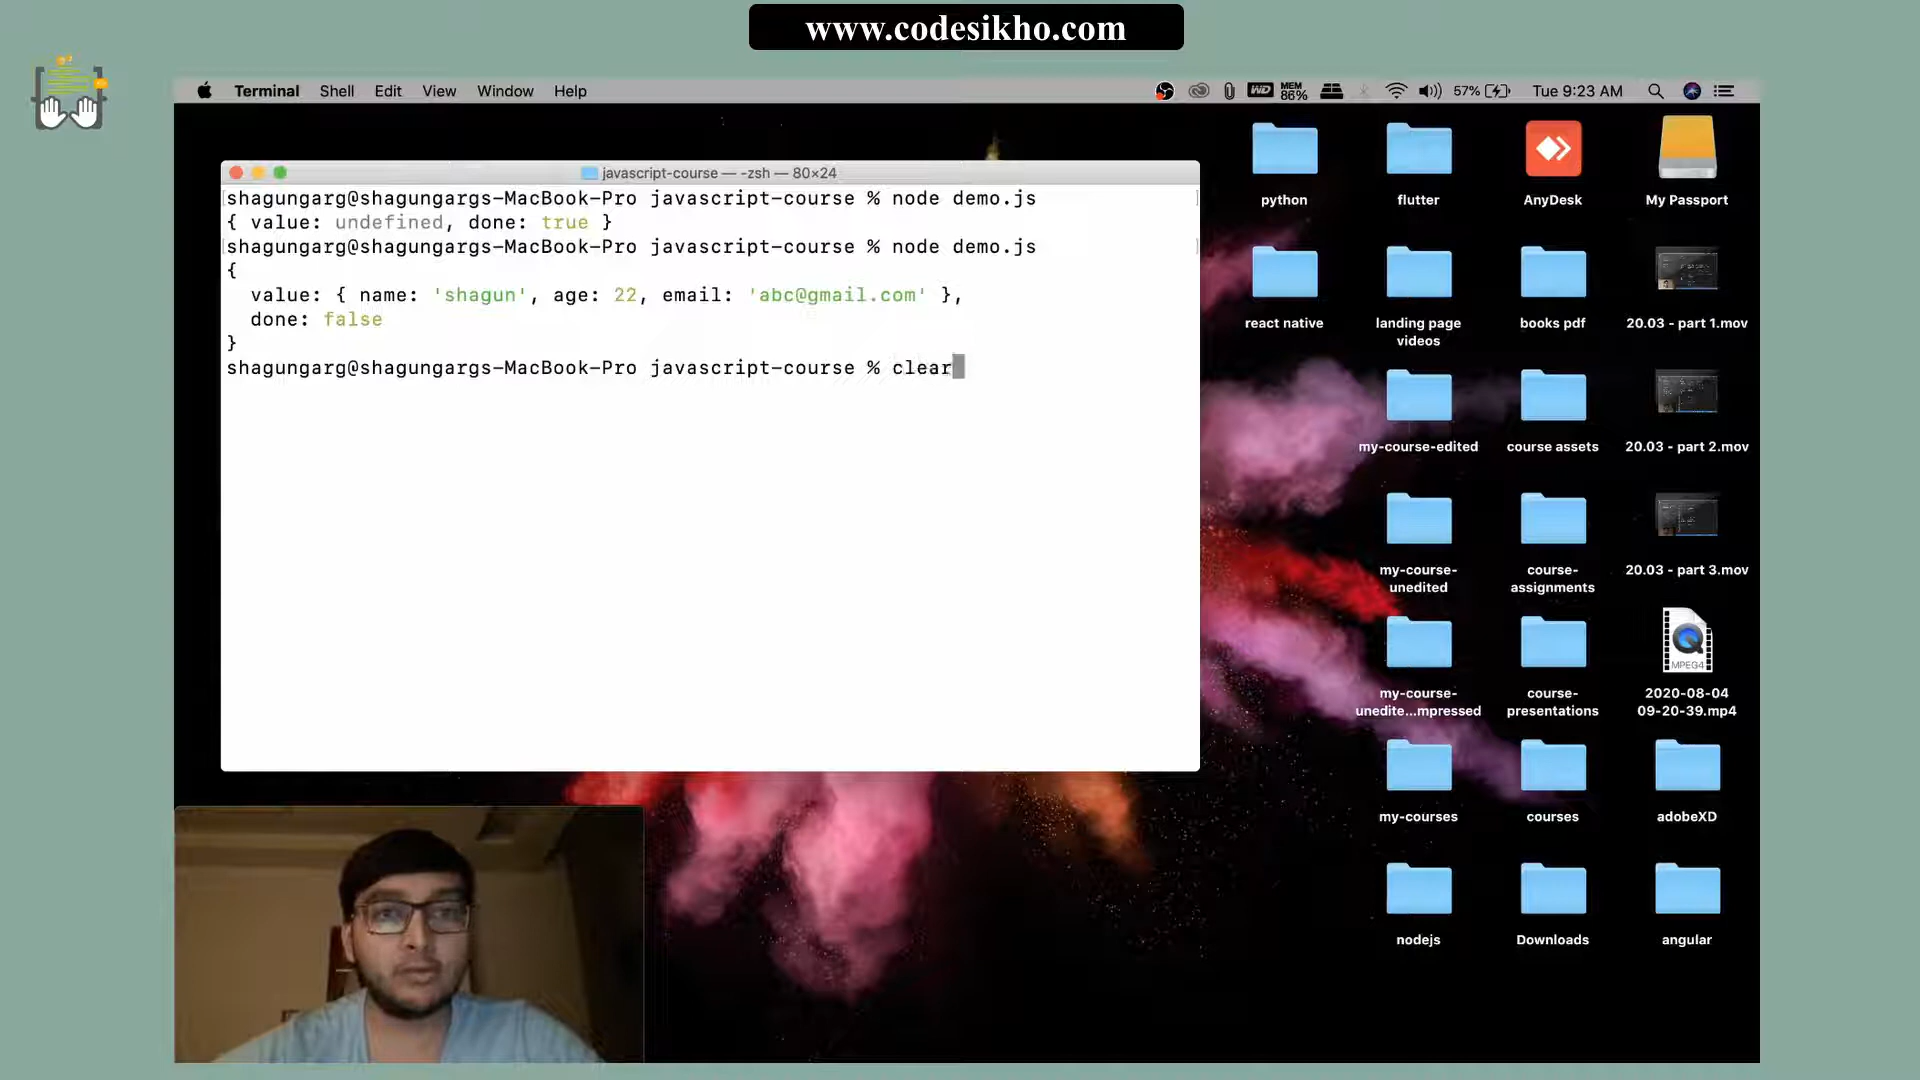 www.codesikho.com
Terminal Shell Edit View Window Help
WD MEM 86% 57% Tue 9:23 AM
javascript-course — -zsh — 80×24
shagungarg@shagungargs-MacBook-Pro javascript-course % node demo.js
{ value: undefined, done: true }
shagungarg@shagungargs-MacBook-Pro javascript-course % node demo.js
{
value: { name: 'shagun', age: 22, email: 'abc@gmail.com' },
done: false
}
shagungarg@shagungargs-MacBook-Pro javascript-course % clear
python
flutter
AnyDesk
My Passport
react native
landing page
videos
books pdf
20.03 - part 1.mov
my-course-edited
course assets
20.03 - part 2.mov
my-course-
unedited
course-
assignments
20.03 - part 3.mov
my-course-
unedite...mpressed
course-
presentations
MPEG4
2020-08-04
09-20-39.mp4
my-courses
courses
adobeXD
nodejs
Downloads
angular